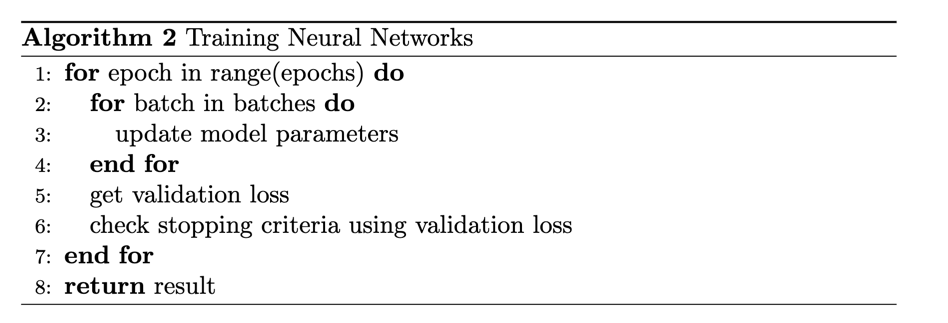 Algorithm 2 Training Neural Networks
1: for epoch in range(epochs) do
2: for batch in batches do
3: update model parameters
4: end for
5: get validation loss
6: check stopping criteria using validation loss
7: end for
8: return result